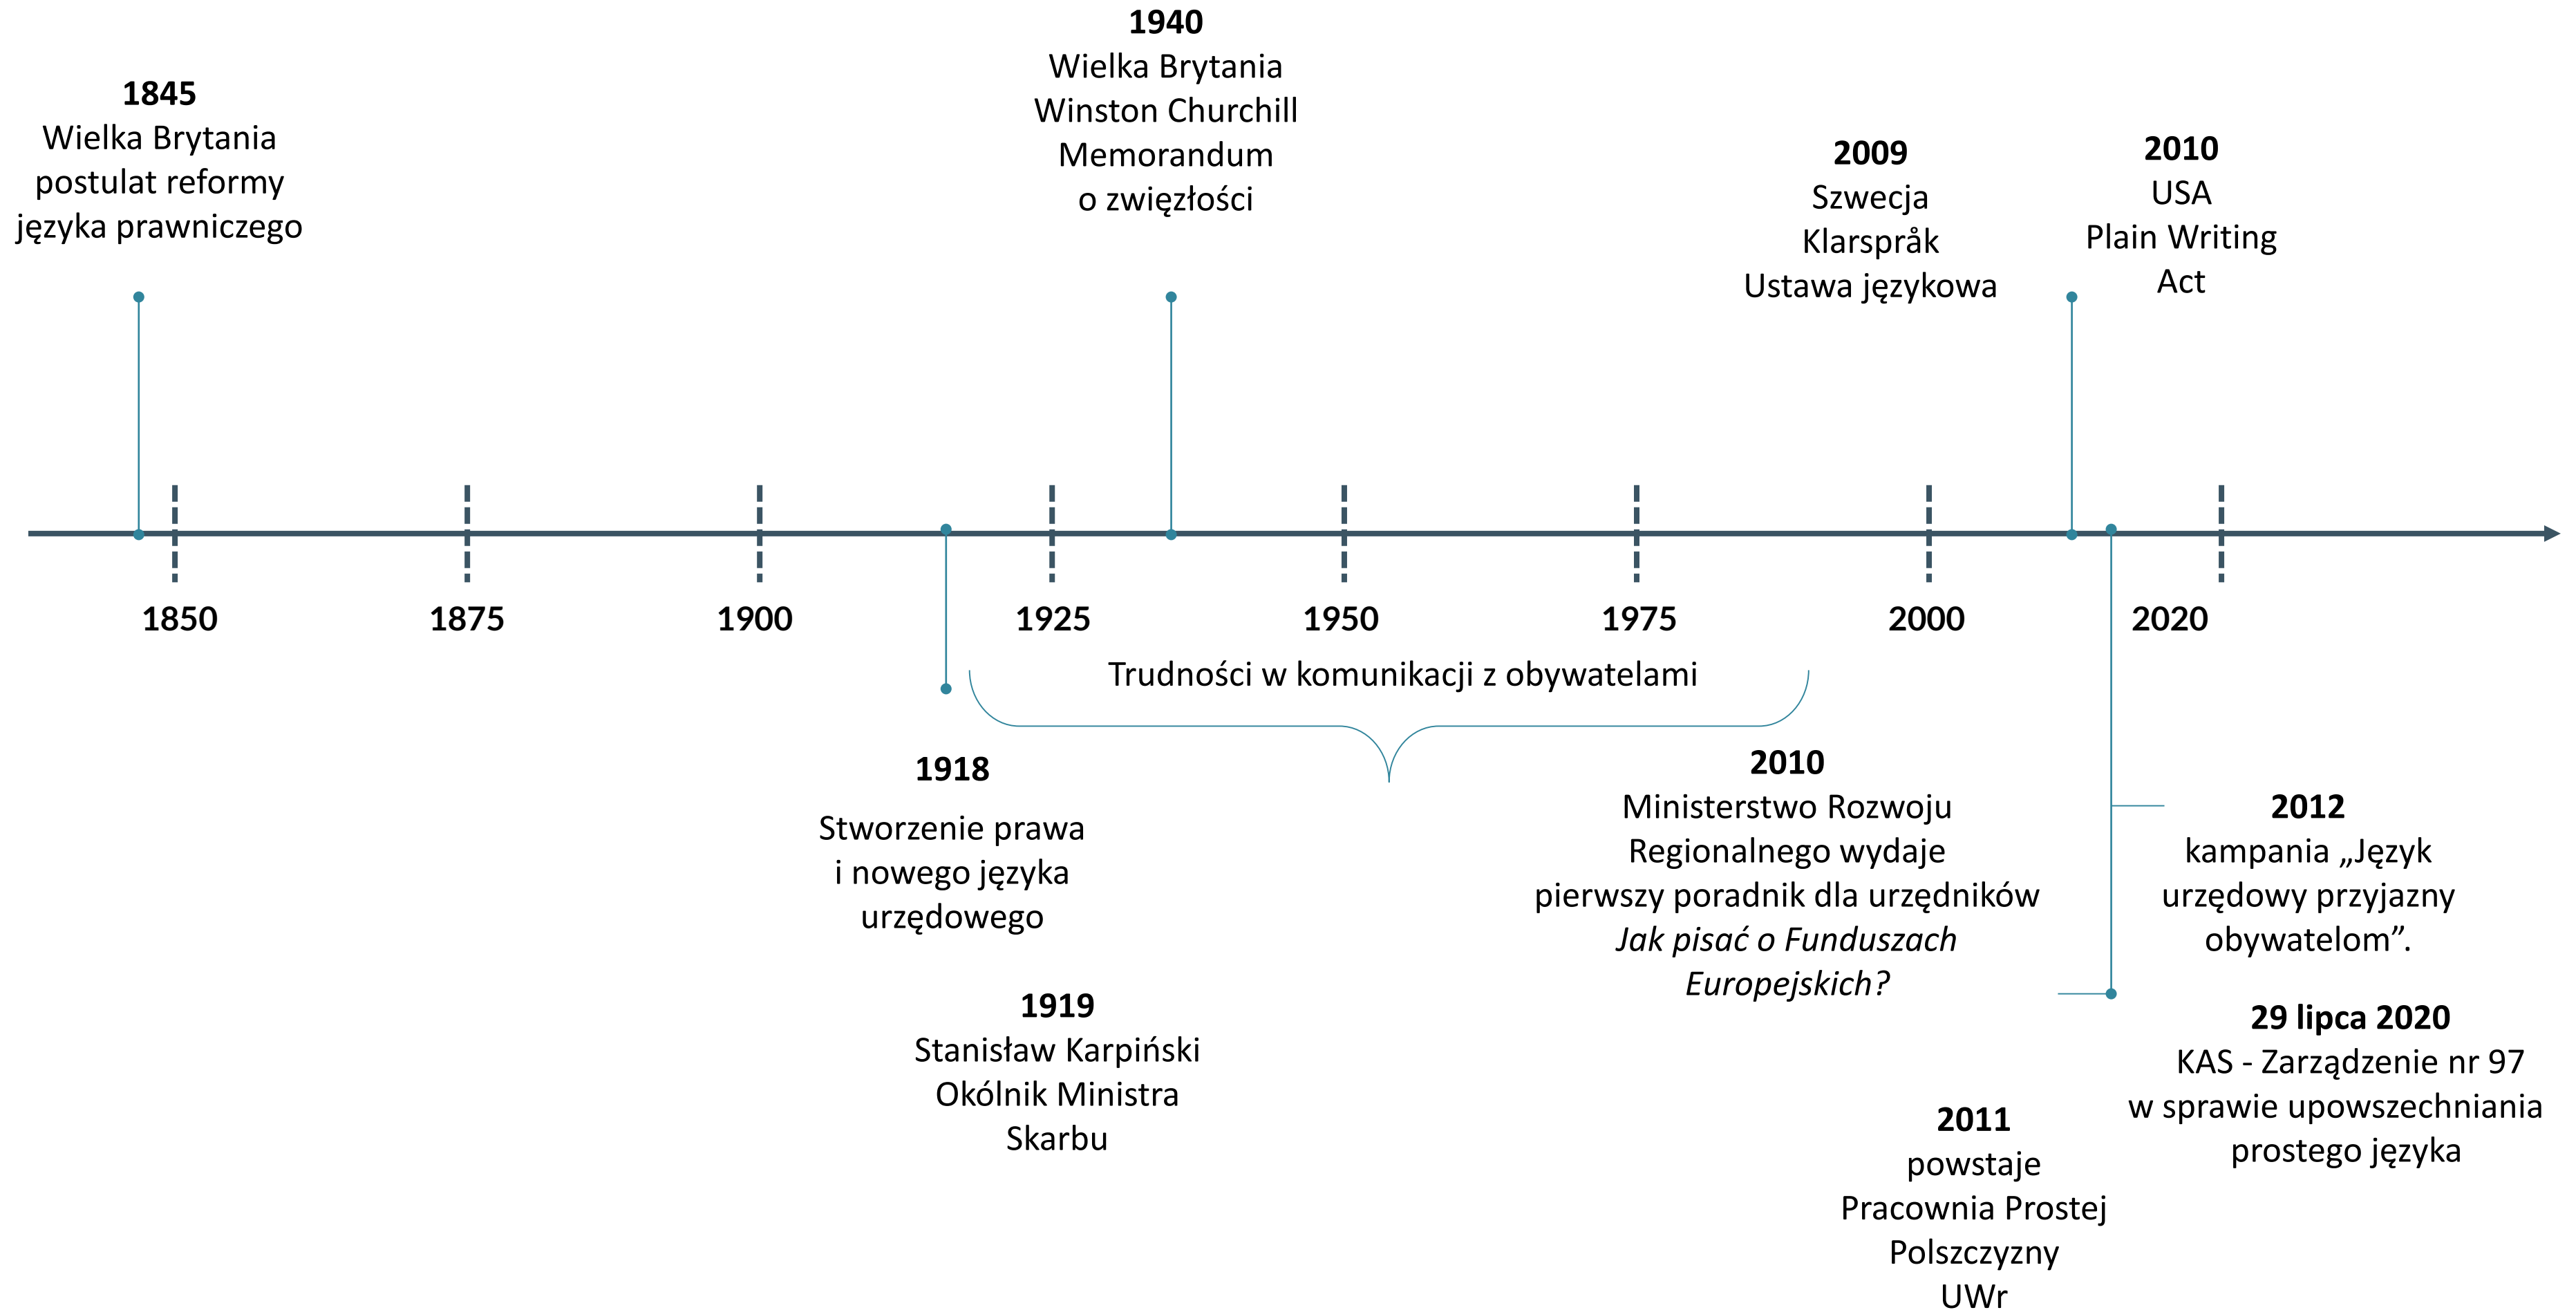 1845
Wielka Brytania
postulat reformy
języka prawniczego
1940
Wielka Brytania
Winston Churchill
Memorandum
o zwięzłości
2009
Szwecja
Klarspråk
Ustawa językowa
2010
USA
Plain Writing
Act
1850
1875
1900
1925
1950
1975
2000
2020
Trudności w komunikacji z obywatelami
1918
Stworzenie prawa
i nowego języka
urzędowego
1919
Stanisław Karpiński
Okólnik Ministra
Skarbu
2010
Ministerstwo Rozwoju
Regionalnego wydaje
pierwszy poradnik dla urzędników
Jak pisać o Funduszach
Europejskich?
2011
powstaje
Pracownia Prostej
Polszczyzny
UWr
2012
kampania „Język
urzędowy przyjazny
obywatelom”.
29 lipca 2020
KAS - Zarządzenie nr 97
w sprawie upowszechniania
prostego języka